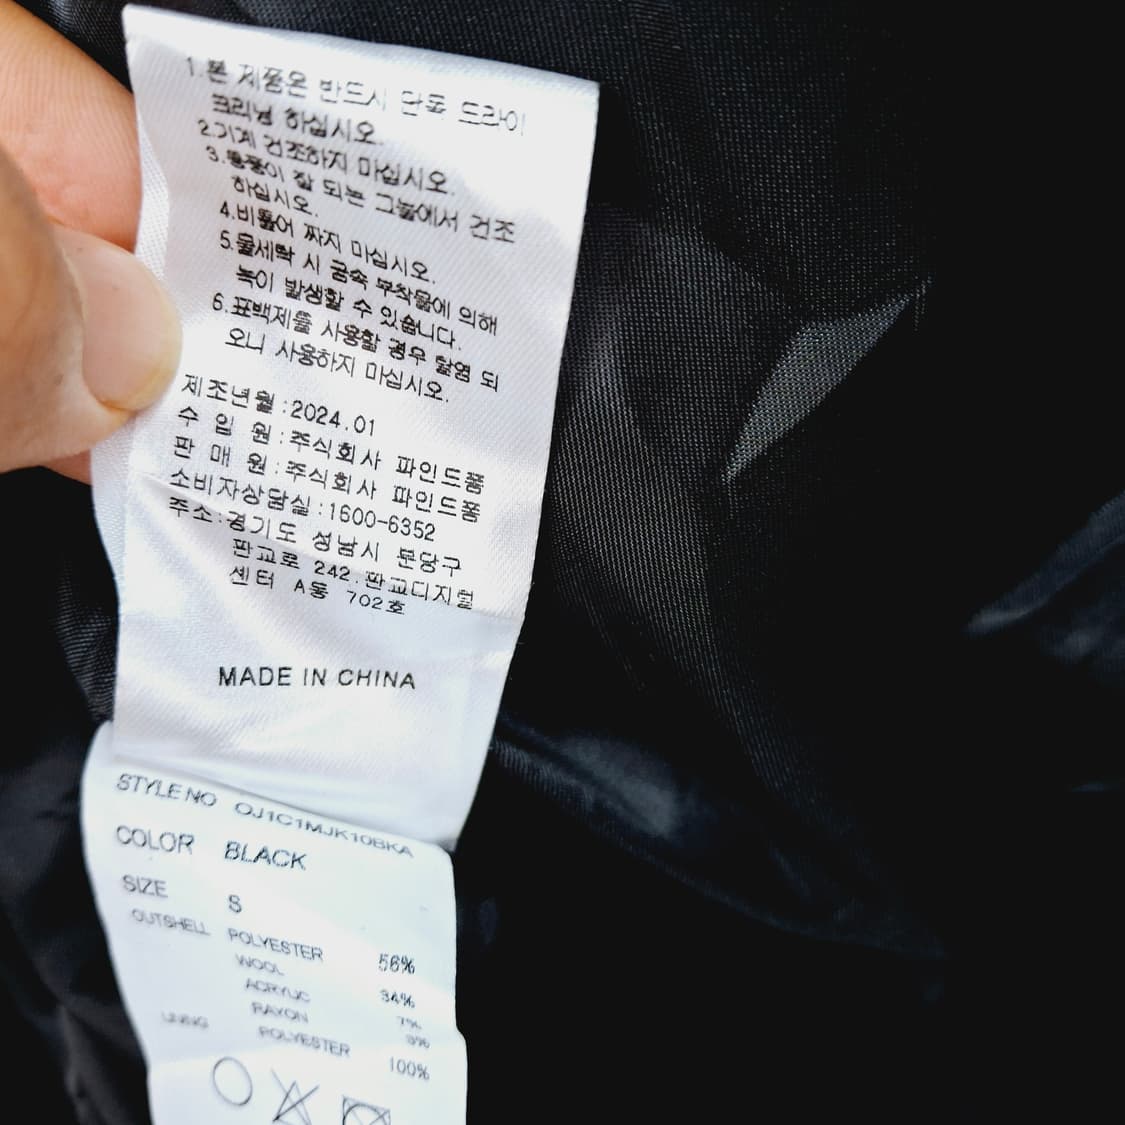 1.본 제품은 반드시 단독 드라이
크리닝 하십시오.
2.기계 건조하지 마십시오.
3.통풍이 잘 되는 그늘에서 건조
하십시오.
4.비틀어 짜지 마십시오.
5.물세탁 시 금속 부착물에 의해
녹이 발생할 수 있습니다.
6.표백제를 사용할 경우 탈염 되
오니 사용하지 마십시오.
제조년월:2024.01
수 입 원:주식회사 파인드폼
판 매 원:주식회사 파인드폼
소비자상담실:1600-6352
주소:경기도 성남시 분당구
판교로 242.판교디지털
센터 A동 702호
MADE IN CHINA
STYLE NO OJ1C1MJK10BKA
COLOR BLACK
SIZE S
OUTSHELL POLYESTER 56%
WOOL 34%
ACRYLIC 7%
RAYON 3%
LINING POLYESTER 100%